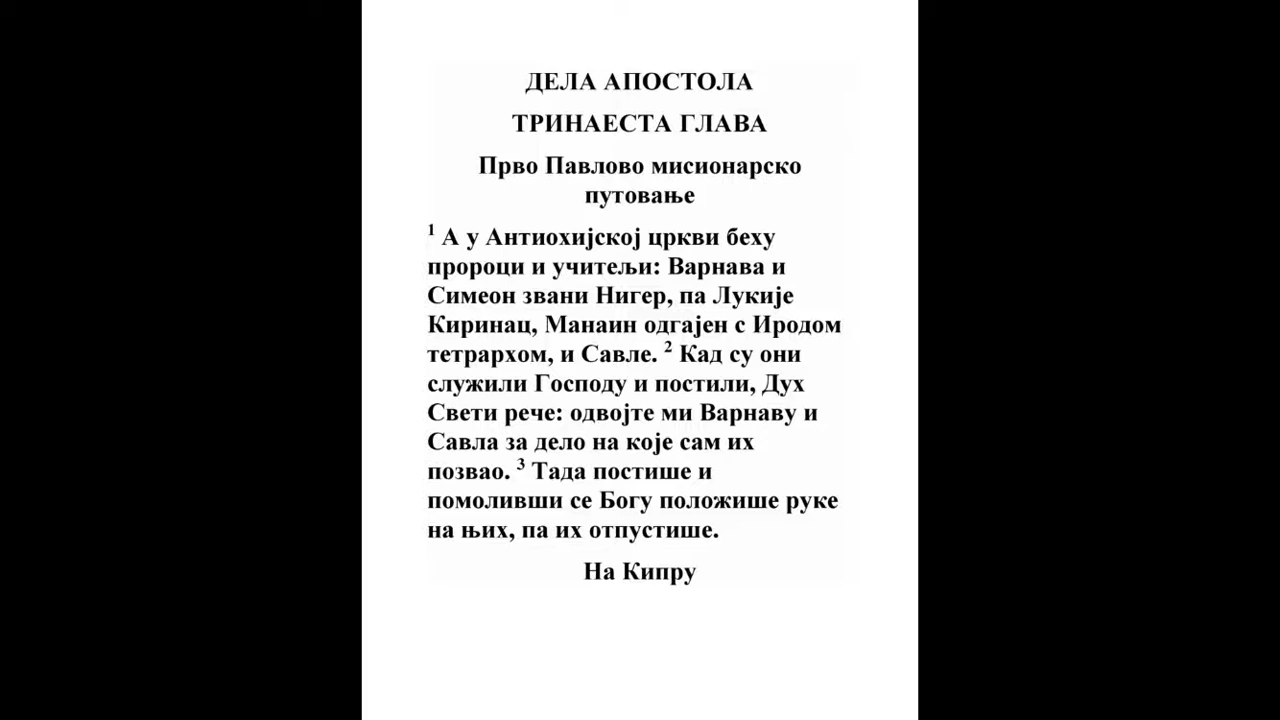 ДЕЛА АПОСТОЛА
ТРИНАЕСТА ГЛАВА
Прво Павлово мисионарско
путовање
¹ А у Антиохијској цркви беху
пророци и учитељи: Варнава и
Симеон звани Нигер, па Лукије
Киринац, Манаин одгајен с Иродом
тетрархом, и Савле. ² Кад су они
служили Господу и постили, Дух
Свети рече: одвојте ми Варнаву и
Савла за дело на које сам их
позвао. ³ Тада постише и
помоливши се Богу положише руке
на њих, па их отпустише.
На Кипру